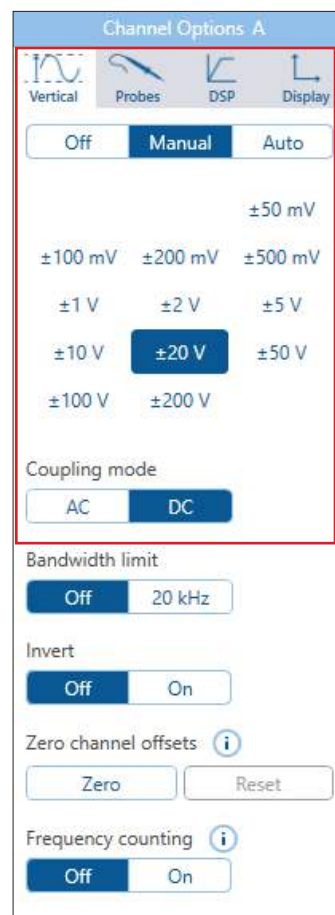 Channel Options A
Vertical Probes DSP Display
Off Manual Auto
±50 mV
±100 mV ±200 mV ±500 mV
±1 V ±2 V ±5 V
±10 V ±20 V ±50 V
±100 V ±200 V
Coupling mode
AC DC
Bandwidth limit
Off 20 kHz
Invert
Off On
Zero channel offsets i
Zero Reset
Frequency counting i
Off On